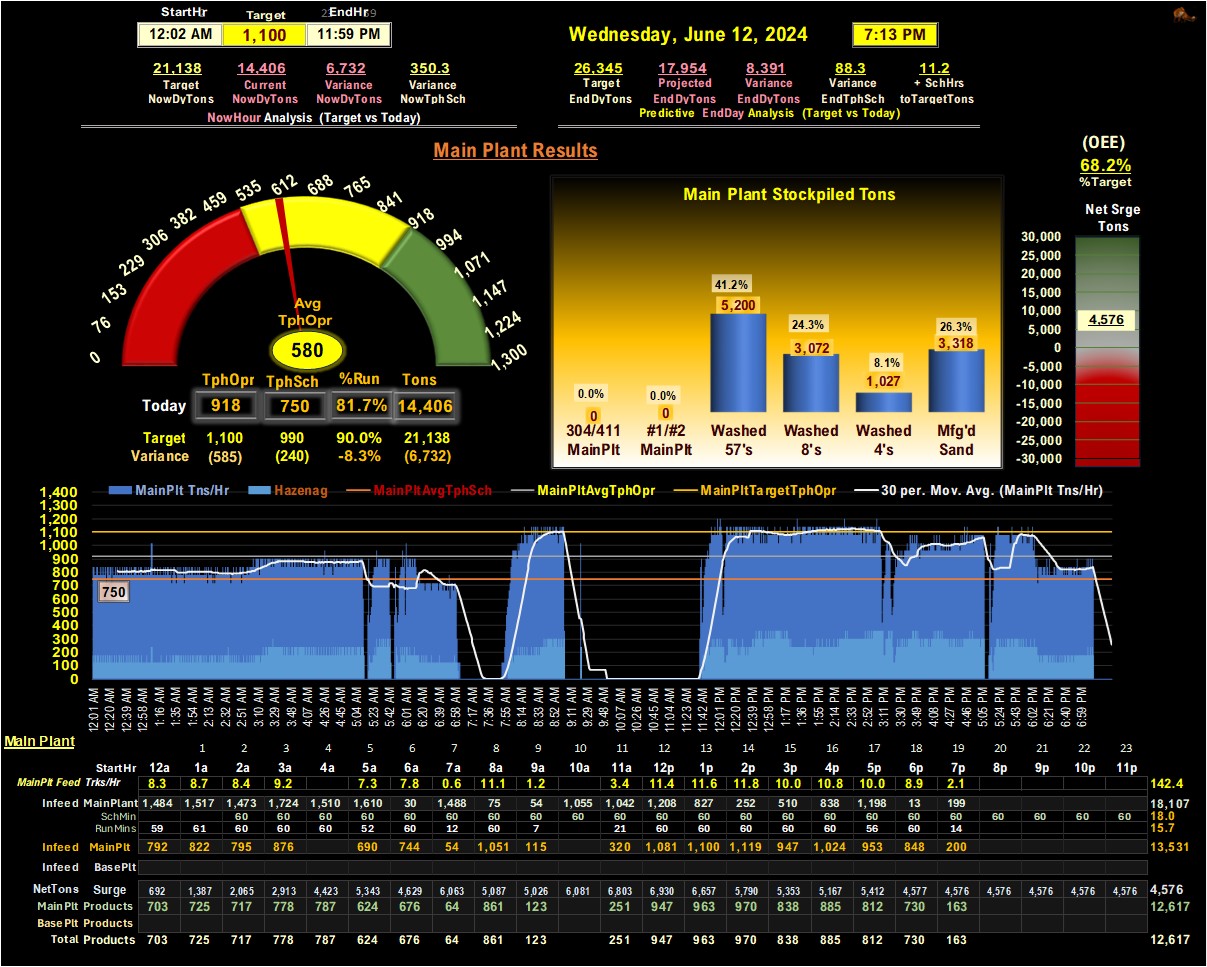 StartHr Target EndHr
12:02 AM 1,100 11:59 PM
Wednesday, June 12, 2024 7:13 PM
21,138 14,406 6,732 350.3
Target Current Variance Variance
NowDyTons NowDyTons NowDyTons NowTphSch
NowHour Analysis (Target vs Today)
26,345 17,954 8,391 88.3 11.2
Target Projected Variance Variance + SchHrs
EndDyTons EndDyTons EndDyTons EndTphSch toTargetTons
Predictive EndDay Analysis (Target vs Today)
Main Plant Results
(OEE)
68.2%
%Target
Net Srge
Tons
30,000
25,000
20,000
15,000
10,000
5,000
0
-5,000
-10,000
-15,000
-20,000
-25,000
-30,000
4,576
0 76 153 229 306 382 459 535 612 688 765 841 918 994 1,071 1,147 1,224 1,300
Avg
TphOpr
580
TphOpr TphSch %Run Tons
Today 918 750 81.7% 14,406
Target 1,100 990 90.0% 21,138
Variance (585) (240) -8.3% (6,732)
Main Plant Stockpiled Tons
0.0% 0.0% 41.2% 24.3% 8.1% 26.3%
0 0 5,200 3,072 1,027 3,318
304/411 #1/#2 Washed Washed Washed Mfg'd
MainPlt MainPlt 57's 8's 4's Sand
MainPlt Tns/Hr Hazenag MainPltAvgTphSch MainPltAvgTphOpr MainPltTargetTphOpr 30 per. Mov. Avg. (MainPlt Tns/Hr)
1,400
1,300
1,200
1,100
1,000
900
800
700
600
500
400
300
200
100
0
750
12:01 AM 12:20 AM 12:39 AM 12:58 AM 1:16 AM 1:35 AM 1:54 AM 2:13 AM 2:32 AM 2:51 AM 3:10 AM 3:29 AM 3:48 AM 4:07 AM 4:26 AM 4:45 AM 5:04 AM 5:23 AM 5:42 AM 6:01 AM 6:20 AM 6:39 AM 6:58 AM 7:17 AM 7:36 AM 7:55 AM 8:14 AM 8:33 AM 8:52 AM 9:11 AM 9:29 AM 9:48 AM 10:07 AM 10:26 AM 10:45 AM 11:04 AM 11:23 AM 11:42 AM 12:01 PM 12:20 PM 12:39 PM 12:58 PM 1:17 PM 1:36 PM 1:55 PM 2:14 PM 2:33 PM 2:52 PM 3:11 PM 3:30 PM 3:49 PM 4:08 PM 4:27 PM 4:46 PM 5:05 PM 5:24 PM 5:43 PM 6:02 PM 6:21 PM 6:40 PM 6:59 PM
Main Plant
1 2 3 4 5 6 7 8 9 10 11 12 13 14 15 16 17 18 19 20 21 22 23
StartHr 12a 1a 2a 3a 4a 5a 6a 7a 8a 9a 10a 11a 12p 1p 2p 3p 4p 5p 6p 7p 8p 9p 10p 11p
MainPlt Feed Trks/Hr 8.3 8.7 8.4 9.2 7.3 7.8 0.6 11.1 1.2 3.4 11.4 11.6 11.8 10.0 10.8 10.0 8.9 2.1 142.4
Infeed MainPlant 1,484 1,517 1,473 1,724 1,510 1,610 30 1,488 75 54 1,055 1,042 1,208 827 252 510 838 1,198 13 199 18,107
SchMin 60 60 60 60 60 60 60 60 60 60 60 60 60 60 60 60 60 60 60 60 60 60 18.0
RunMins 59 61 60 60 60 52 60 12 60 7 21 60 60 60 60 60 56 60 14 15.7
Infeed MainPlt 792 822 795 876 690 744 54 1,051 115 320 1,081 1,100 1,119 947 1,024 953 848 200 13,531
Infeed BasePlt
NetTons Surge 692 1,387 2,065 2,913 4,423 5,343 4,629 6,063 5,087 5,026 6,081 6,803 6,930 6,657 5,790 5,353 5,167 5,412 4,577 4,576 4,576 4,576 4,576 4,576 4,576
MainPlt Products 703 725 717 778 787 624 676 64 861 123 251 947 963 970 838 885 812 730 163 12,617
BasePlt Products
Total Products 703 725 717 778 787 624 676 64 861 123 251 947 963 970 838 885 812 730 163 12,617